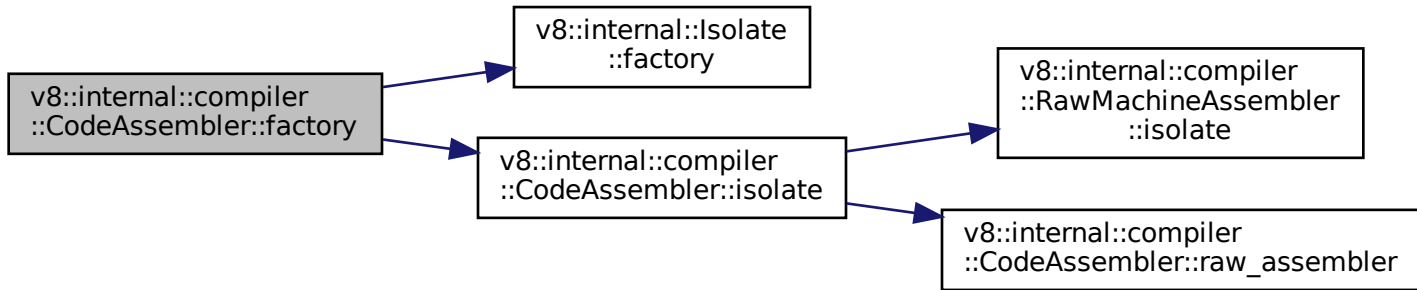 v8::internal::compiler
::CodeAssembler::factory
v8::internal::Isolate
::factory
v8::internal::compiler
::CodeAssembler::isolate
v8::internal::compiler
::RawMachineAssembler
::isolate
v8::internal::compiler
::CodeAssembler::raw_assembler